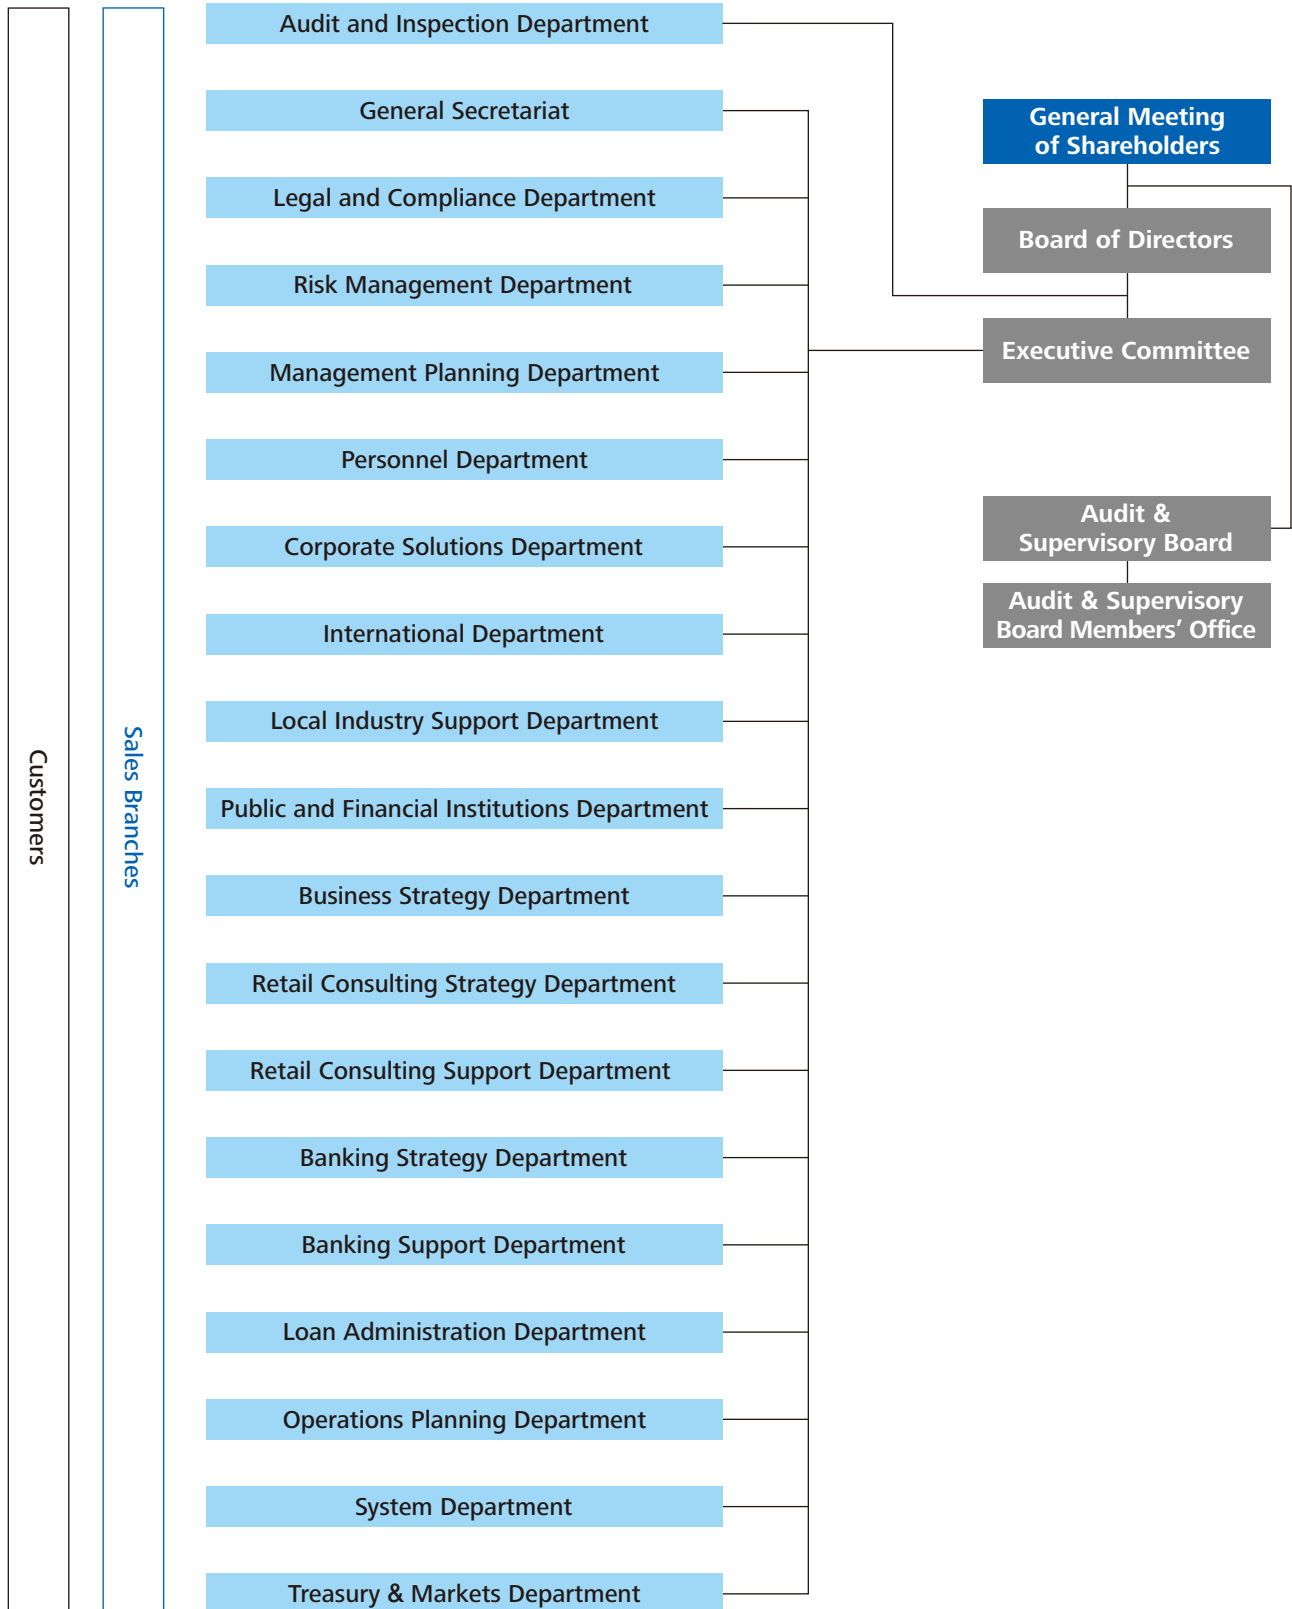 Customers
Sales Branches
Audit and Inspection Department
General Secretariat
Legal and Compliance Department
Risk Management Department
Management Planning Department
Personnel Department
Corporate Solutions Department
International Department
Local Industry Support Department
Public and Financial Institutions Department
Business Strategy Department
Retail Consulting Strategy Department
Retail Consulting Support Department
Banking Strategy Department
Banking Support Department
Loan Administration Department
Operations Planning Department
System Department
Treasury & Markets Department
General Meeting
of Shareholders
Board of Directors
Executive Committee
Audit &
Supervisory Board
Audit & Supervisory
Board Members’ Office